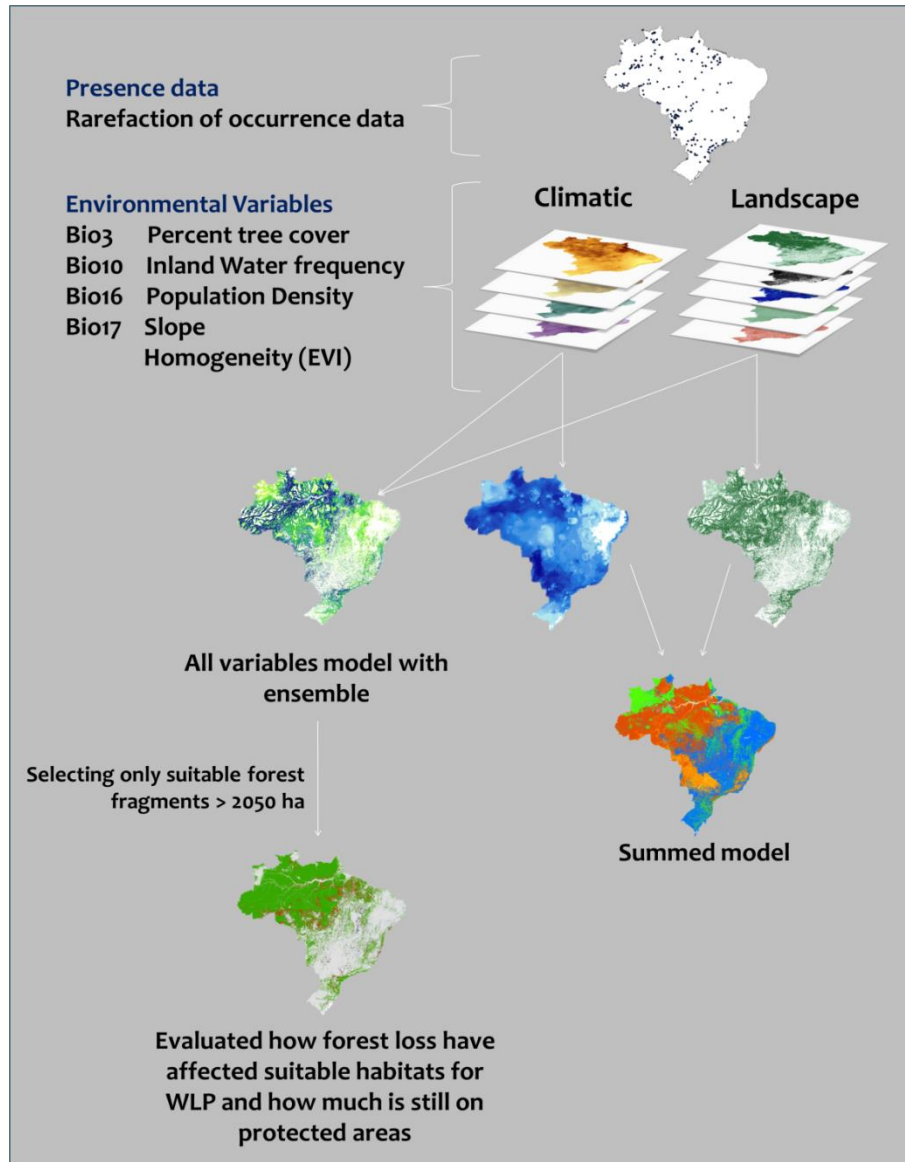 Presence data
Rarefaction of occurrence data
Environmental Variables
Bio3 Percent tree cover
Bio10 Inland Water frequency
Bio16 Population Density
Bio17 Slope
Homogeneity (EVI)
Climatic
Landscape
All variables model with
ensemble
Selecting only suitable forest
fragments > 2050 ha
Summed model
Evaluated how forest loss have
affected suitable habitats for
WLP and how much is still on
protected areas